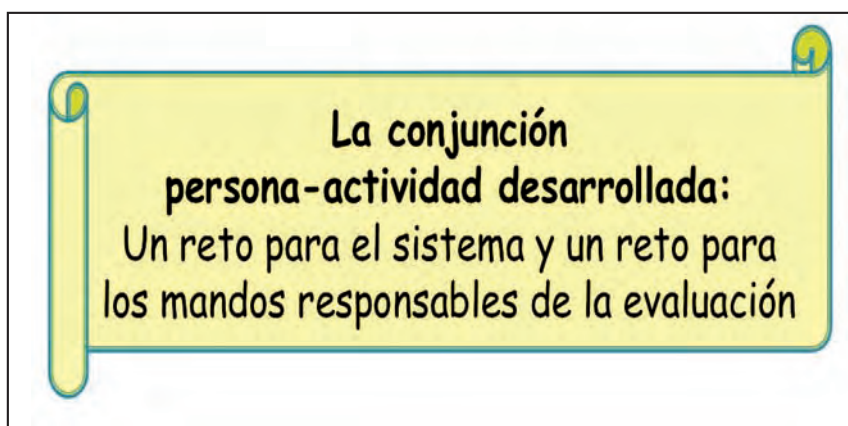 La conjunción
persona-actividad desarrollada:
Un reto para el sistema y un reto para
los mandos responsables de la evaluación